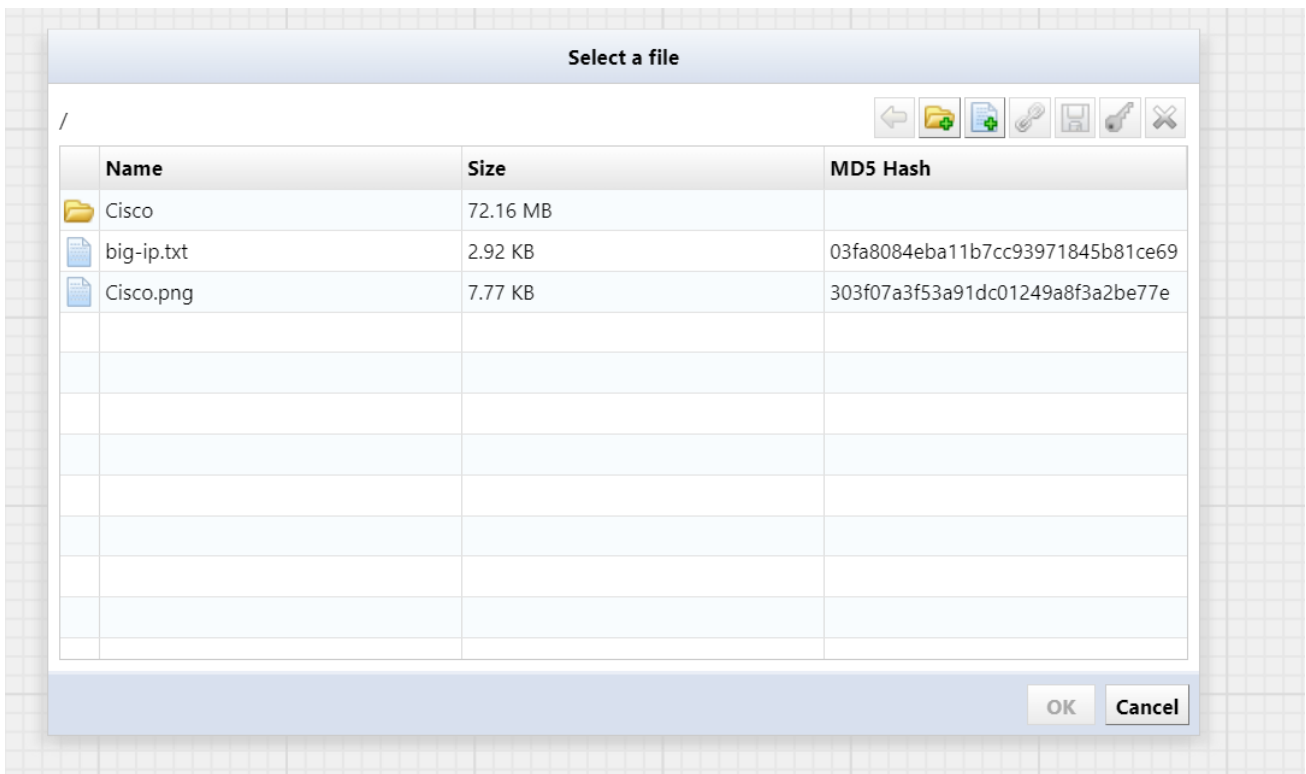 Select a file
/
Name Size MD5 Hash
Cisco 72.16 MB
big-ip.txt 2.92 KB 03fa8084eba11b7cc93971845b81ce69
Cisco.png 7.77 KB 303f07a3f53a91dc01249a8f3a2be77e
OK Cancel